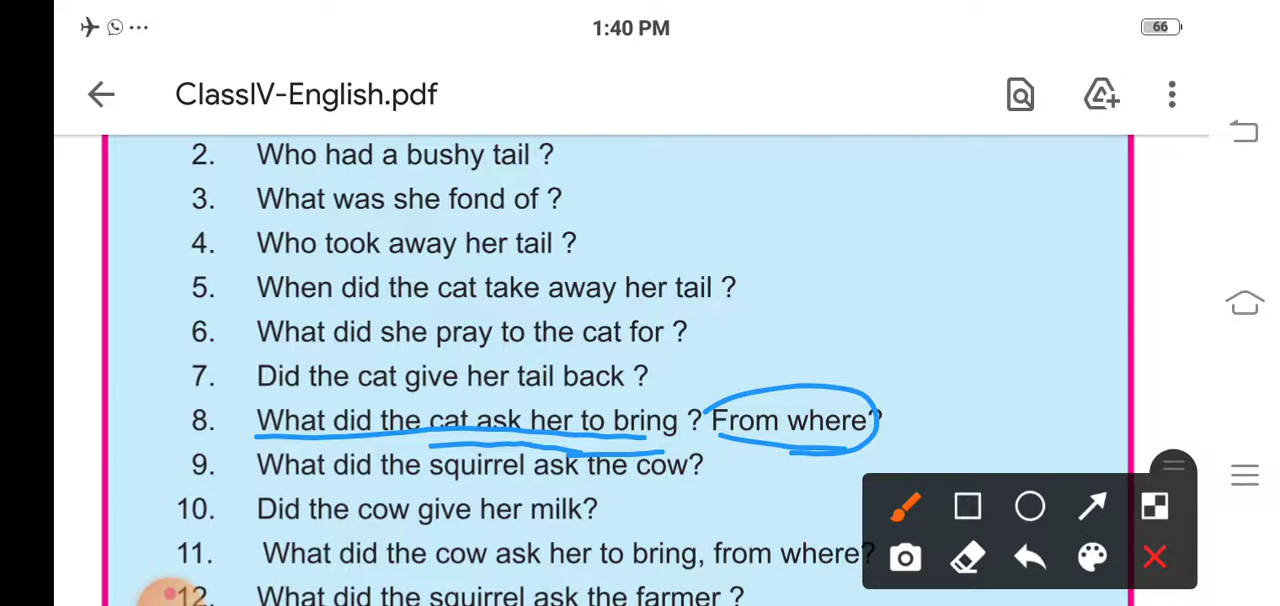 1:40 PM
66
ClassIV-English.pdf
2. Who had a bushy tail ?
3. What was she fond of ?
4. Who took away her tail ?
5. When did the cat take away her tail ?
6. What did she pray to the cat for ?
7. Did the cat give her tail back ?
8. What did the cat ask her to bring ? From where?
9. What did the squirrel ask the cow?
10. Did the cow give her milk?
11. What did the cow ask her to bring, from where?
12. What did the squirrel ask the farmer ?